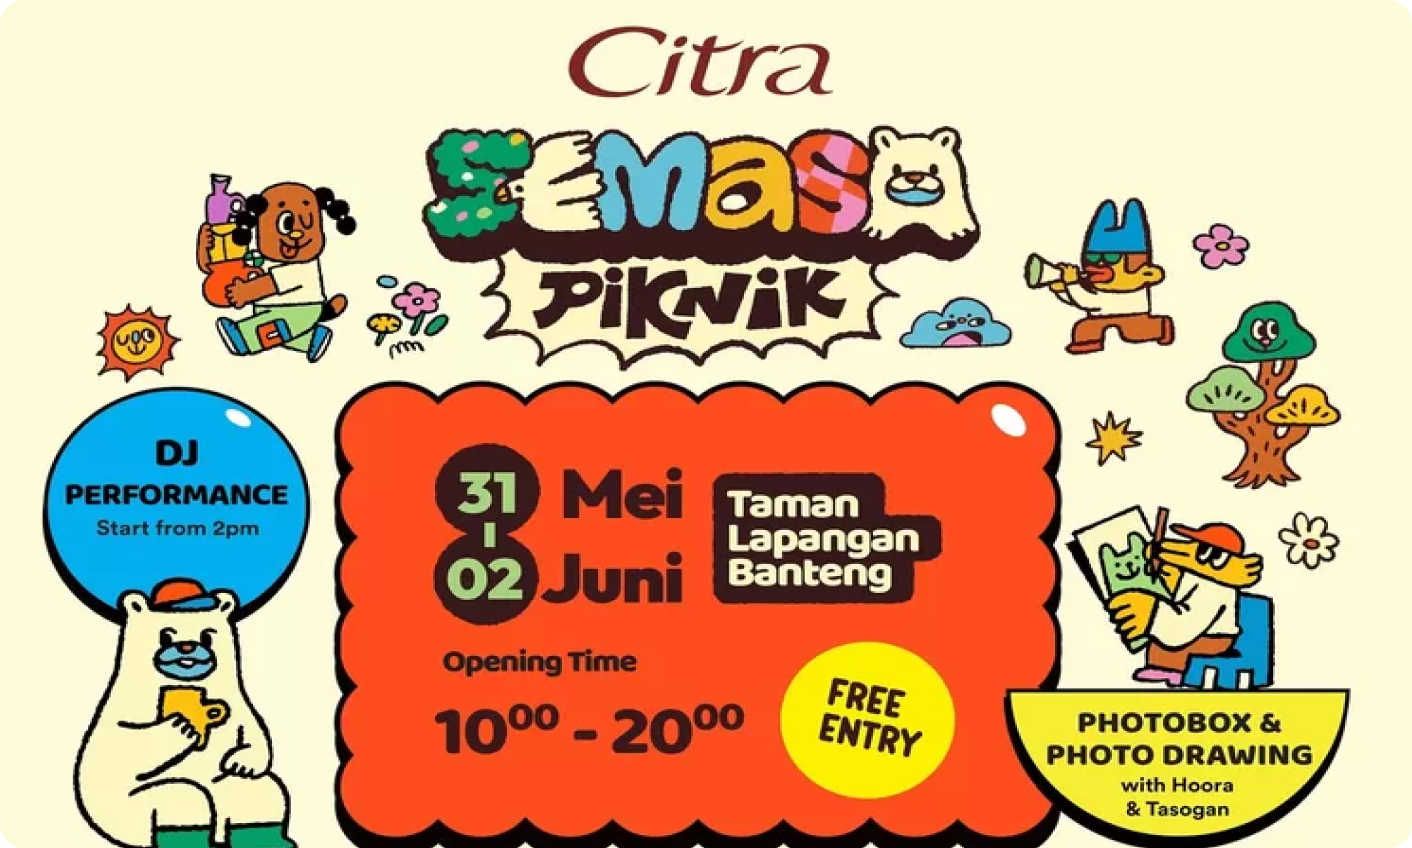 Citra
SEMASA
PIKNIK
DJ
PERFORMANCE
Start from 2pm
31 Mei
-
02 Juni
Taman
Lapangan
Banteng
Opening Time
10⁰⁰ - 20⁰⁰
FREE
ENTRY
PHOTOBOX &
PHOTO DRAWING
with Hoora
& Tasogan